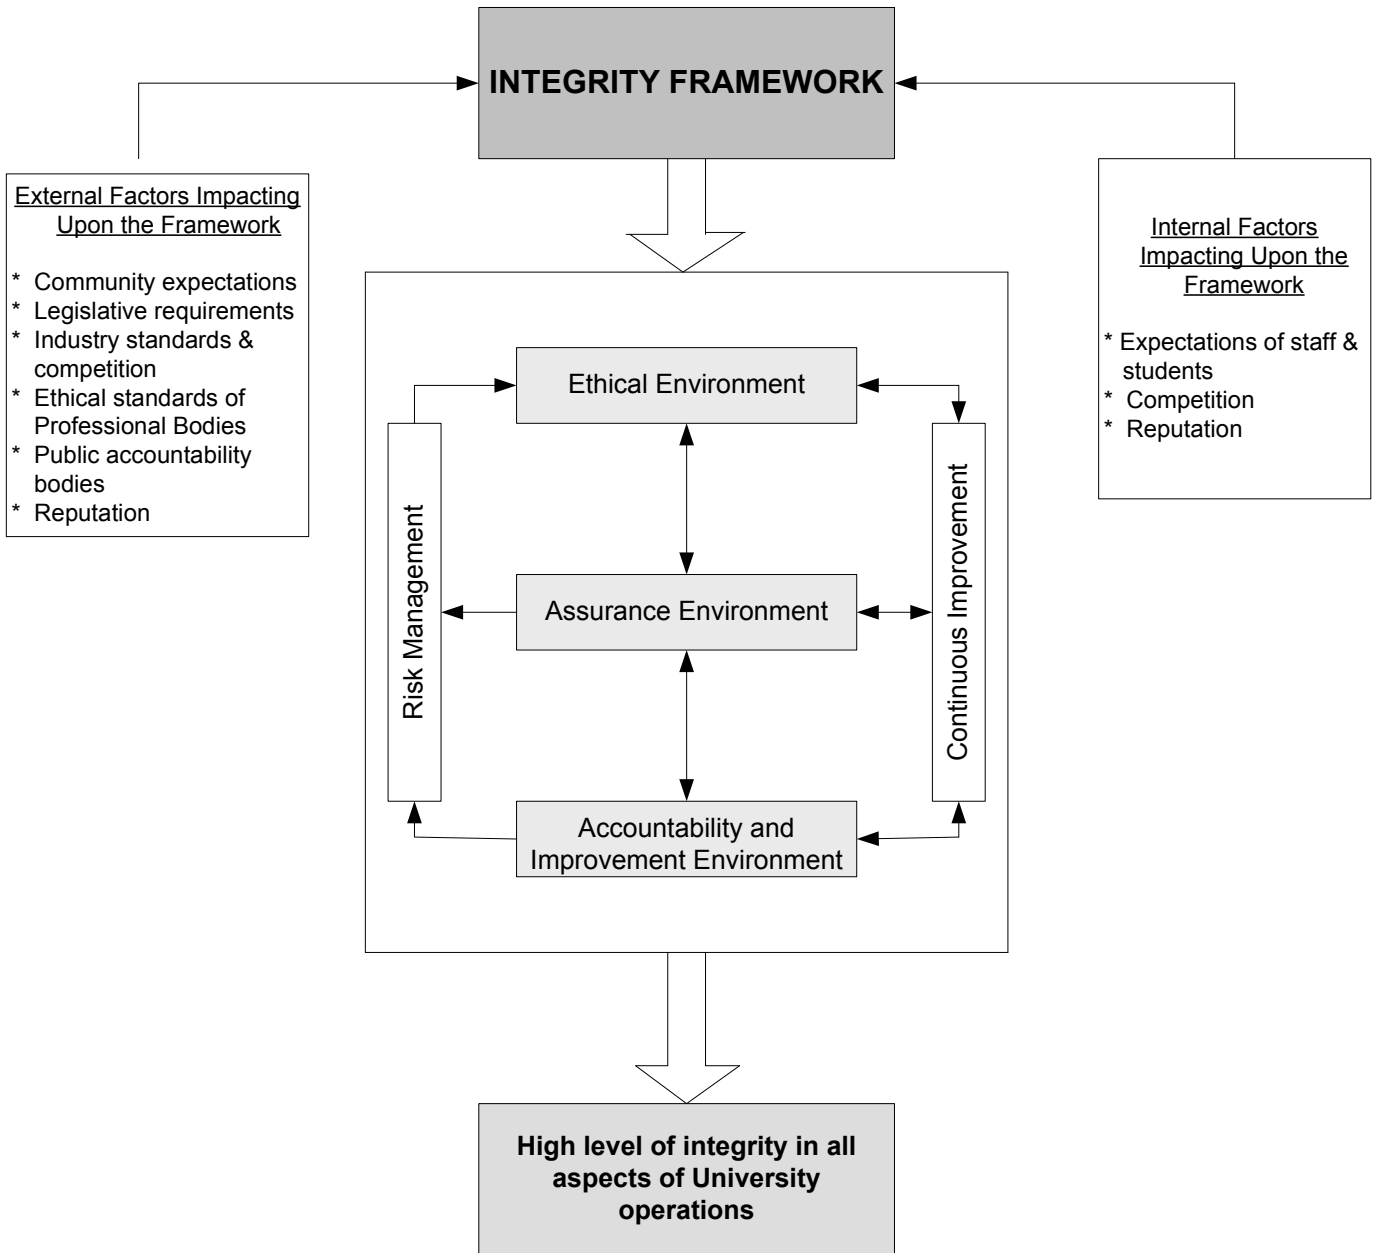 INTEGRITY FRAMEWORK
External Factors Impacting
Upon the Framework
* Community expectations
* Legislative requirements
* Industry standards &
competition
* Ethical standards of
Professional Bodies
* Public accountability
bodies
* Reputation
Internal Factors
Impacting Upon the
Framework
* Expectations of staff &
students
* Competition
* Reputation
Ethical Environment
Risk Management
Assurance Environment
Continuous Improvement
Accountability and
Improvement Environment
High level of integrity in all
aspects of University
operations